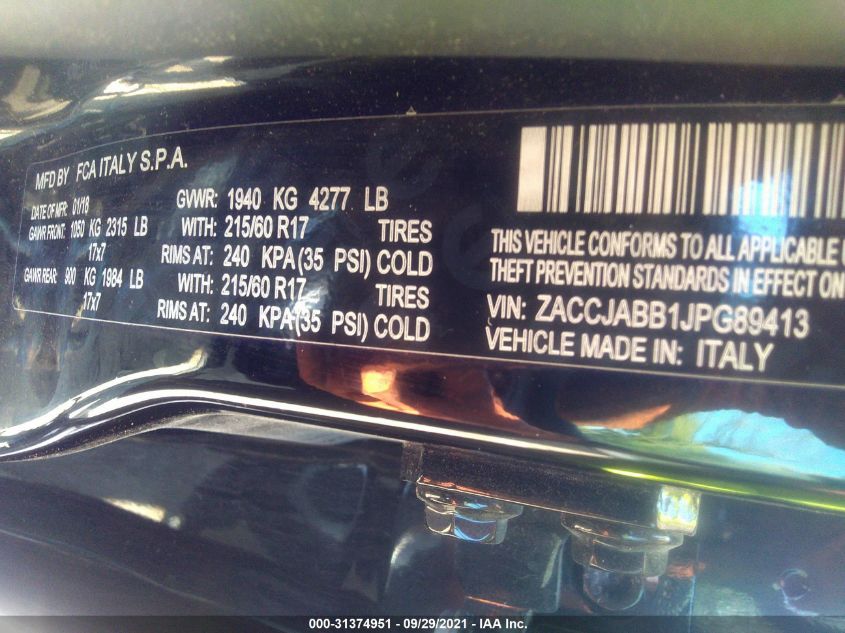 MFD BY FCA ITALY S.P.A.
DATE OF MFR: 01/18 GVWR: 1940 KG 4277 LB
GAWR FRONT: 1050 KG 2315 LB WITH: 215/60 R17 TIRES
17x7 RIMS AT: 240 KPA(35 PSI) COLD
GAWR REAR: 900 KG 1984 LB WITH: 215/60 R17 TIRES
17x7 RIMS AT: 240 KPA(35 PSI) COLD
THIS VEHICLE CONFORMS TO ALL APPLICABLE
THEFT PREVENTION STANDARDS IN EFFECT ON
VIN: ZACCJABB1JPG89413
VEHICLE MADE IN: ITALY
000-31374951 - 09/29/2021 - IAA Inc.